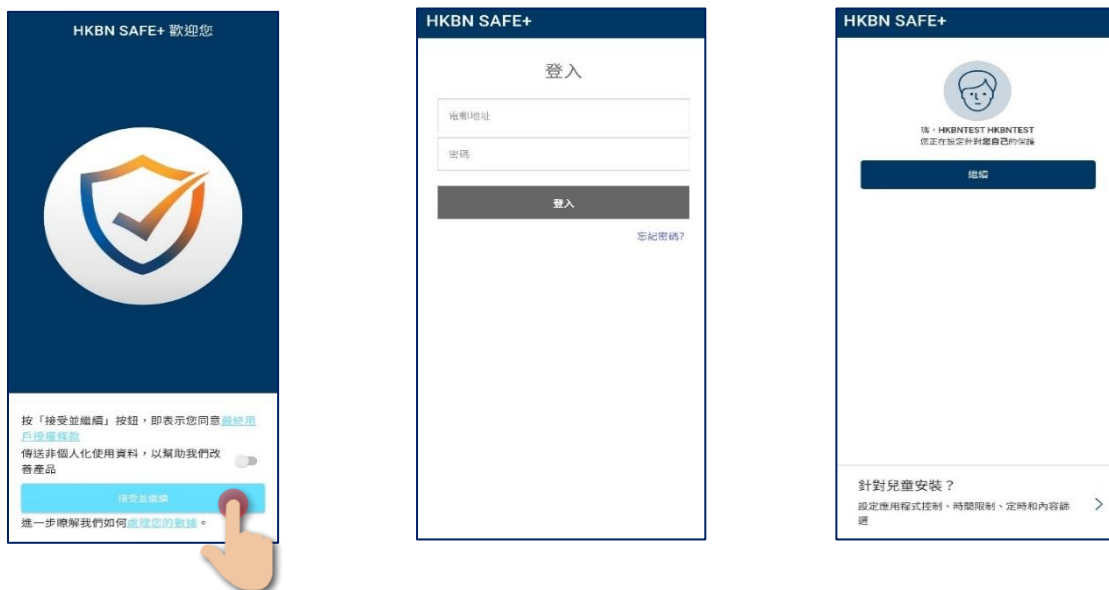 HKBN SAFE+ 歡迎您
按「接受並繼續」按鈕，即表示您同意最終用
戶授權條款
傳送非個人化使用資料，以幫助我們改
善產品
接受並繼續
進一步瞭解我們如何處理您的數據。
HKBN SAFE+
登入
電郵地址
密碼
登入
忘記密碼?
HKBN SAFE+
嗨，HKBNTEST HKBNTEST
您正在設定針對您自己的保護
繼續
針對兒童安裝？
設定應用程式控制、時間限制、定時和內容篩
選